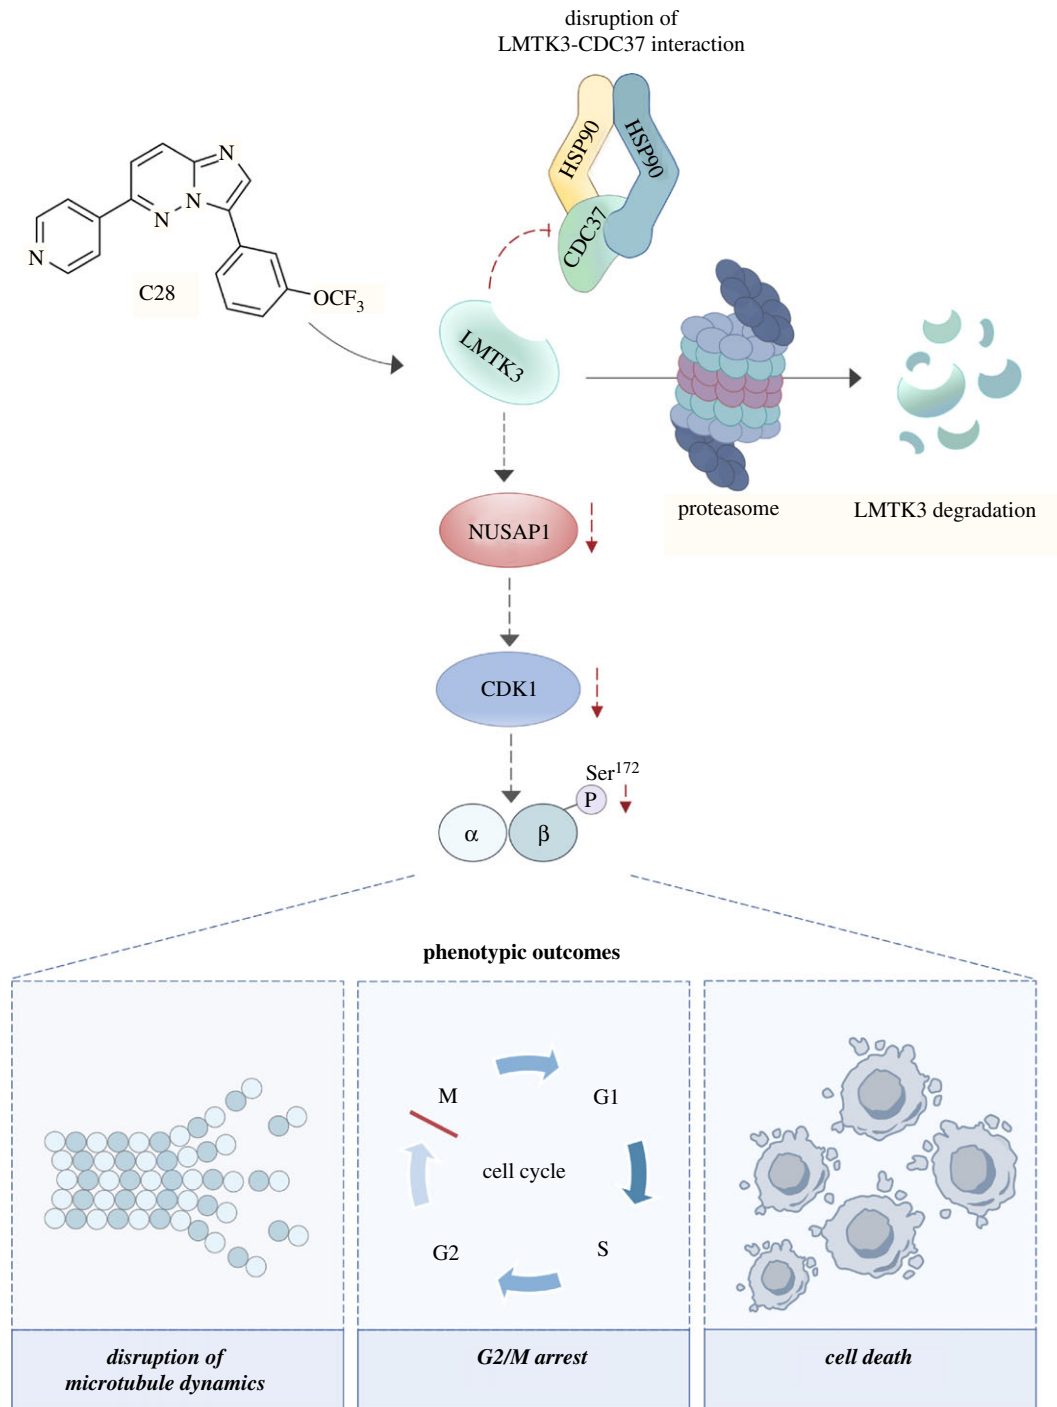 disruption of
LMTK3-CDC37 interaction
HSP90
HSP90
CDC37
N
N
N
N
OCF₃
C28
LMTK3
proteasome
LMTK3 degradation
NUSAP1
CDK1
Ser¹⁷²
P
α
β
phenotypic outcomes
M
G1
cell cycle
G2
S
disruption of
microtubule dynamics
G2/M arrest
cell death